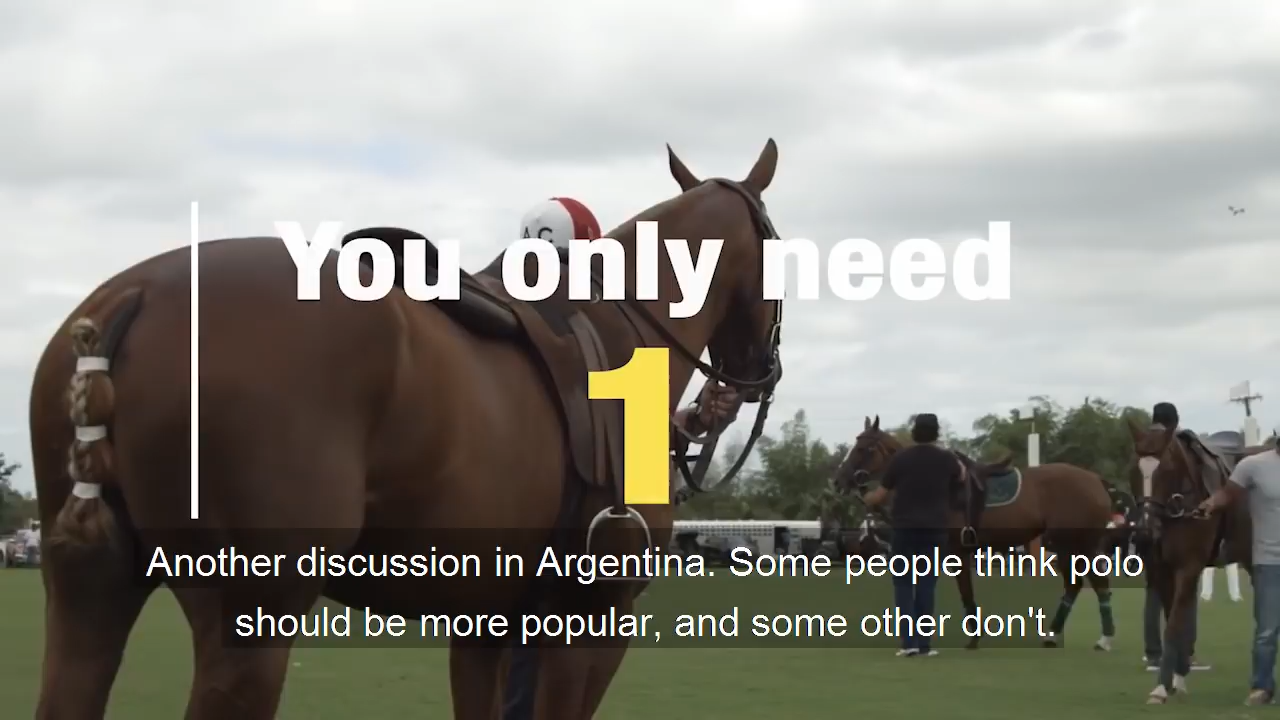 AG
You only need
1
Another discussion in Argentina. Some people think polo
should be more popular, and some other don't.